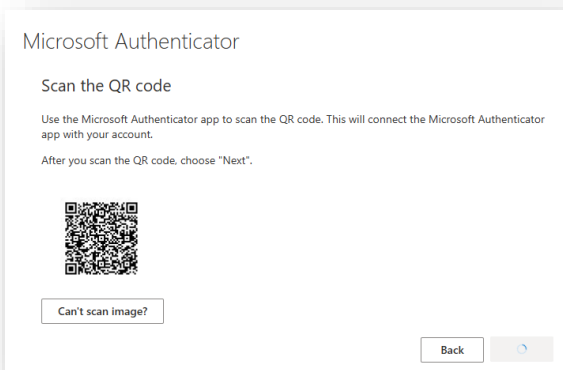 Microsoft Authenticator
Scan the QR code
Use the Microsoft Authenticator app to scan the QR code. This will connect the Microsoft Authenticator
app with your account.
After you scan the QR code, choose "Next".
Can't scan image?
Back